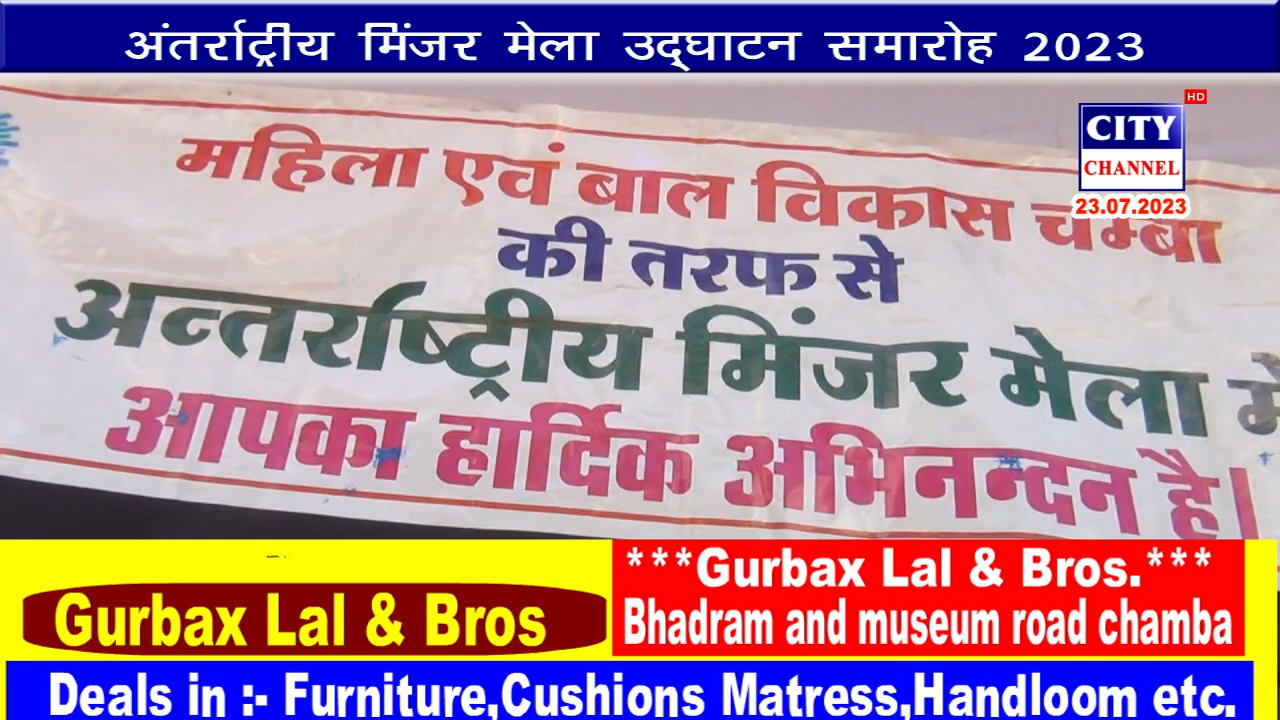 अंतर्राट्रीय मिंजर मेला उद्घाटन समारोह 2023
HD
CITY
CHANNEL
23.07.2023
महिला एवं बाल विकास चम्बा
की तरफ से
अन्तर्राष्ट्रीय मिंजर मेला में
आपका हार्दिक अभिनन्दन है।
Gurbax Lal & Bros
***Gurbax Lal & Bros.***
Bhadram and museum road chamba
Deals in :- Furniture,Cushions Matress,Handloom etc.